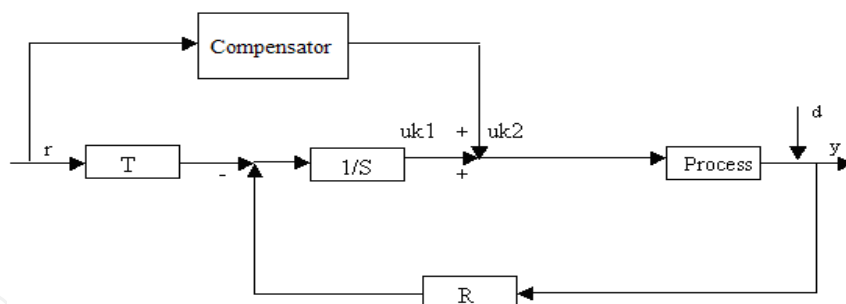 Compensator
uk1 + uk2
d
r
y
T
-
1/S
+
Process
R